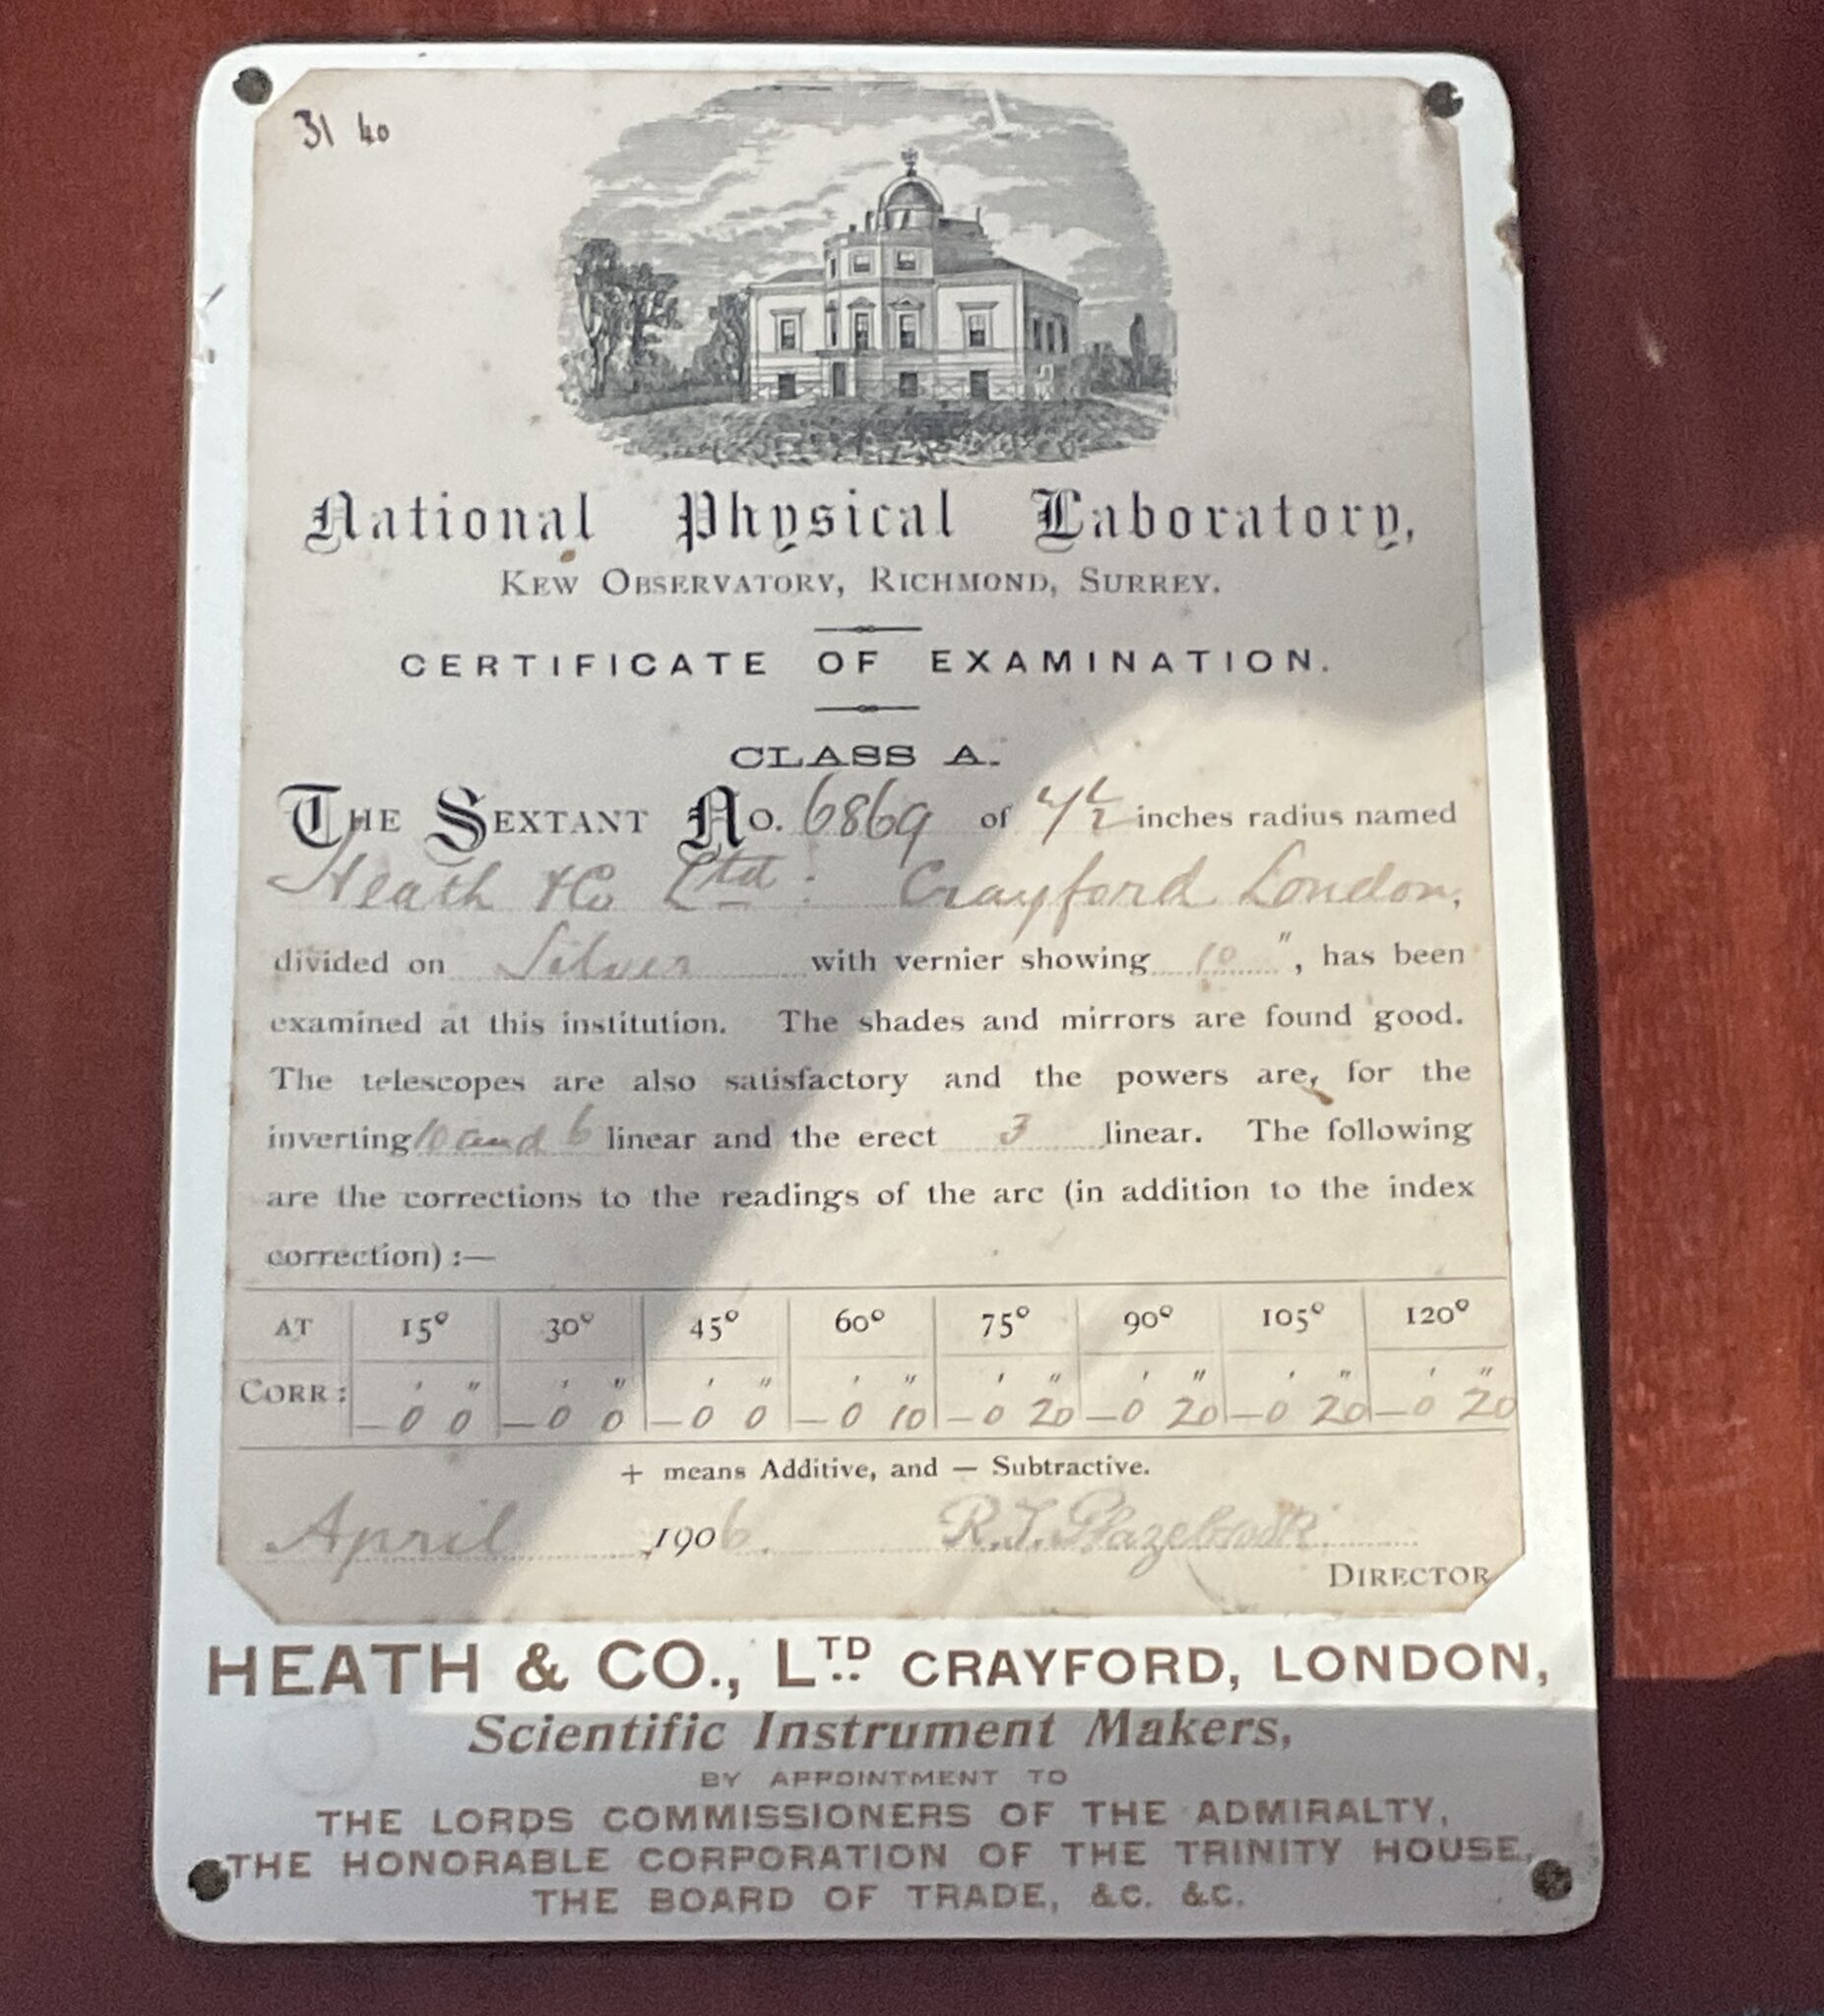 31 40
National Physical Laboratory,
KEW OBSERVATORY, RICHMOND, SURREY.
CERTIFICATE OF EXAMINATION.
CLASS A.
THE SEXTANT NO. 6869 of 7½ inches radius named
Heath & Co Ltd. Crayford London,
divided on Silver with vernier showing 10", has been
examined at this institution. The shades and mirrors are found good.
The telescopes are also satisfactory and the powers are, for the
inverting 10 and 6 linear and the erect 3 linear. The following
are the corrections to the readings of the arc (in addition to the index
correction) :—
AT 15° 30° 45° 60° 75° 90° 105° 120°
' " ' " ' " ' " ' " ' " ' " ' "
CORR : —0 0 —0 0 —0 0 —0 10 —0 20 —0 20 —0 20 —0 20
+ means Additive, and — Subtractive.
April 1906. R.T. Glazebrook
DIRECTOR
HEATH & CO., LTD CRAYFORD, LONDON,
Scientific Instrument Makers,
BY APPOINTMENT TO
THE LORDS COMMISSIONERS OF THE ADMIRALTY,
THE HONORABLE CORPORATION OF THE TRINITY HOUSE,
THE BOARD OF TRADE, &C. &C.